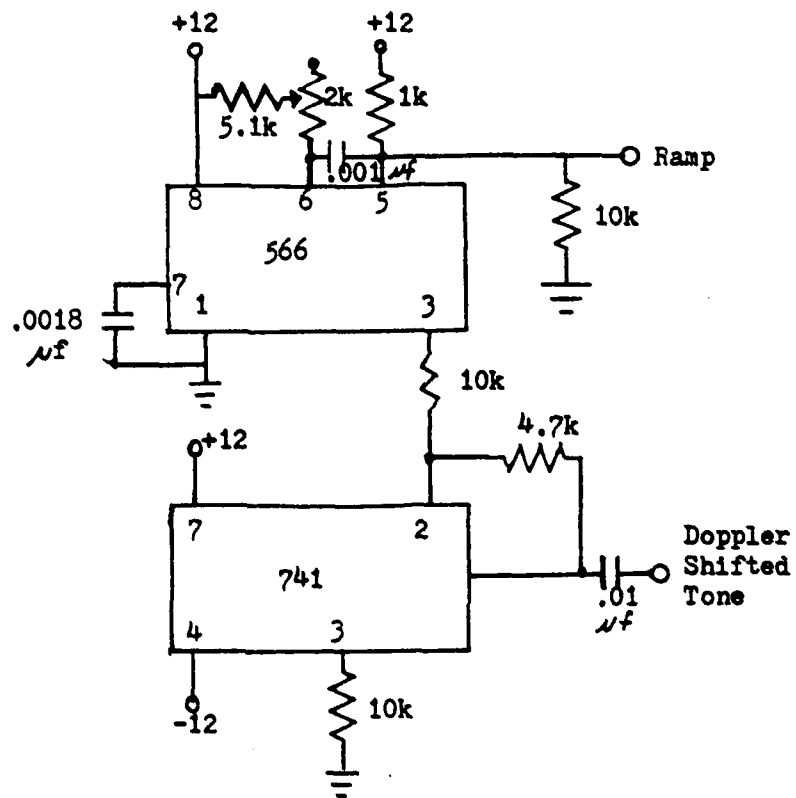 +12 +12
2k 1k
5.1k
.001 μf
Ramp
8 6 5
10k
566
7
1 3
.0018
μf
10k
+12
4.7k
7 2
Doppler
Shifted
Tone
741
.01
μf
4 3
10k
-12